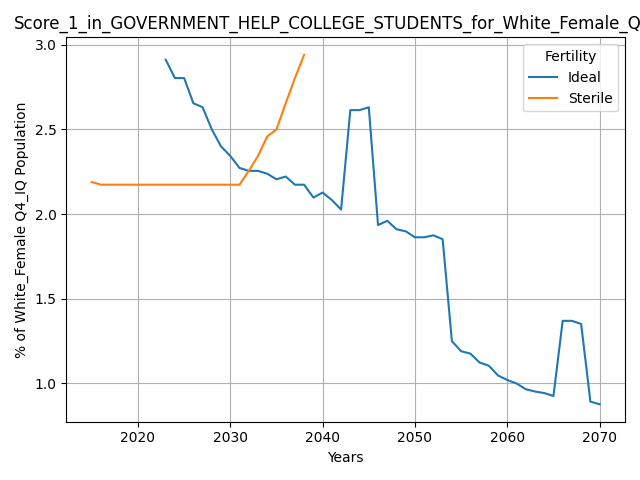 Score_1_in_GOVERNMENT_HELP_COLLEGE_STUDENTS_for_White_Female_Q
3.0
2.5
2.0
1.5
1.0
% of White_Female Q4_IQ Population
Fertility
Ideal
Sterile
2020 2030 2040 2050 2060 2070
Years